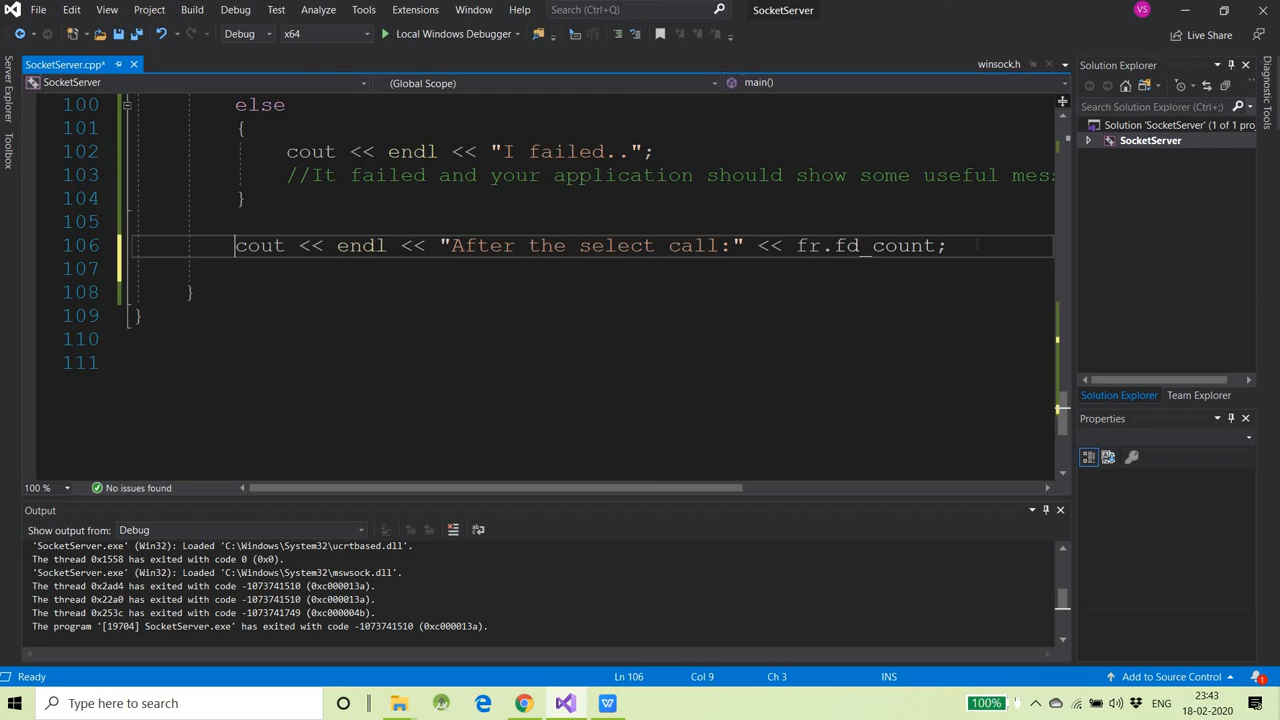 File Edit View Project Build Debug Test Analyze Tools Extensions Window Help Search (Ctrl+Q) SocketServer VS
Debug x64 Local Windows Debugger Live Share
SocketServer.cpp* winsock.h
SocketServer (Global Scope) main()
100 else
101 {
102 cout << endl << "I failed..";
103 //It failed and your application should show some useful mes
104 }
105
106 cout << endl << "After the select call:" << fr.fd_count;
107
108 }
109 }
110
111
100 % No issues found
Output
Show output from: Debug
'SocketServer.exe' (Win32): Loaded 'C:\Windows\System32\ucrtbased.dll'.
The thread 0x1558 has exited with code 0 (0x0).
'SocketServer.exe' (Win32): Loaded 'C:\Windows\System32\mswsock.dll'.
The thread 0x2ad4 has exited with code -1073741510 (0xc000013a).
The thread 0x22a0 has exited with code -1073741510 (0xc000013a).
The thread 0x253c has exited with code -1073741749 (0xc000004b).
The program '[19704] SocketServer.exe' has exited with code -1073741510 (0xc000013a).
Server Explorer
Toolbox
Solution Explorer
Search Solution Explorer (Ctrl+;)
Solution 'SocketServer' (1 of 1 pro
SocketServer
Solution Explorer Team Explorer
Properties
Diagnostic Tools
Ready Ln 106 Col 9 Ch 3 INS Add to Source Control 1
Type here to search 100% ENG 23:43
18-02-2020